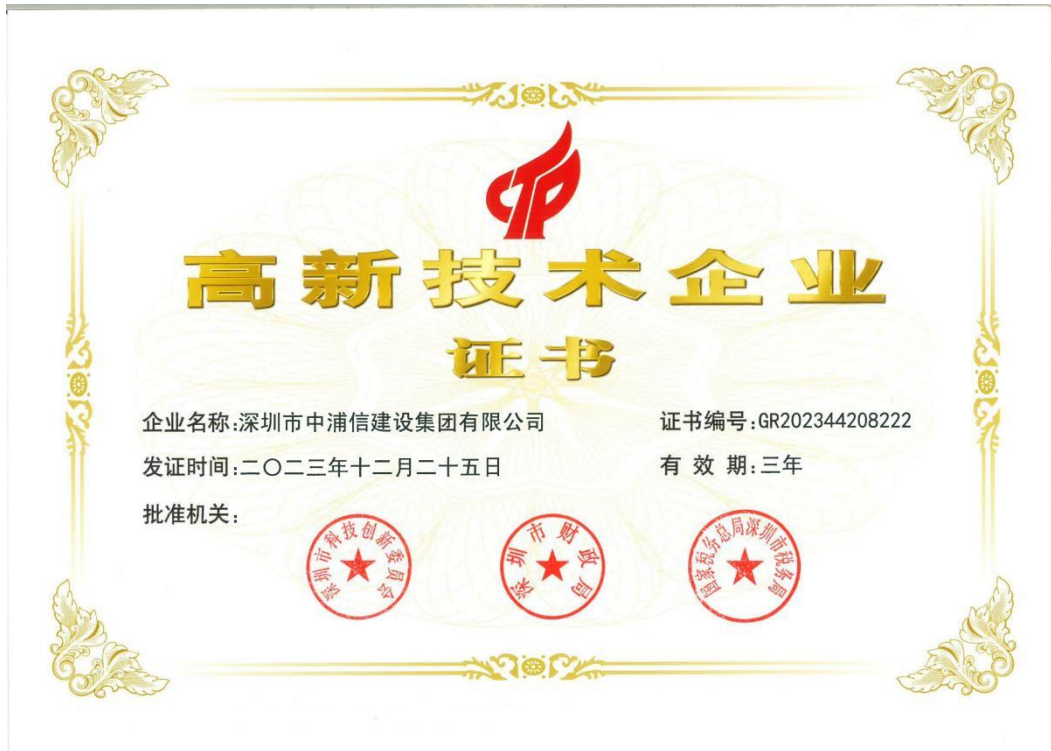 高新技术企业
证书
企业名称:深圳市中浦信建设集团有限公司
证书编号:GR202344208222
发证时间:二〇二三年十二月二十五日
有 效 期:三年
批准机关:
深圳市科技创新委员会
深圳市财政局
国家税务总局深圳市税务局